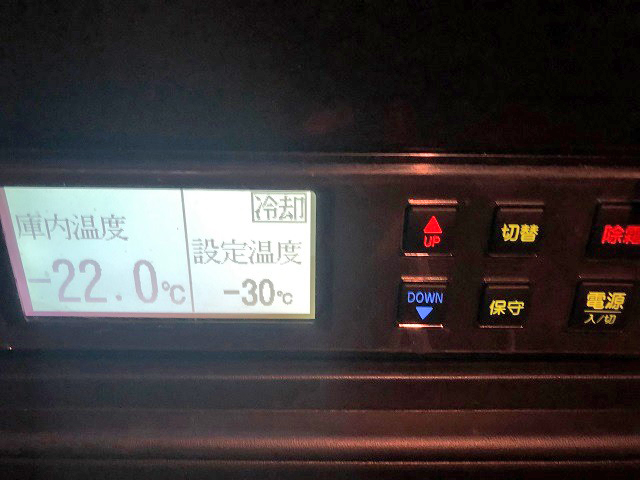 庫内温度
-22.0℃
冷却
設定温度
-30℃
UP
切替
DOWN
保守
電源
入/切